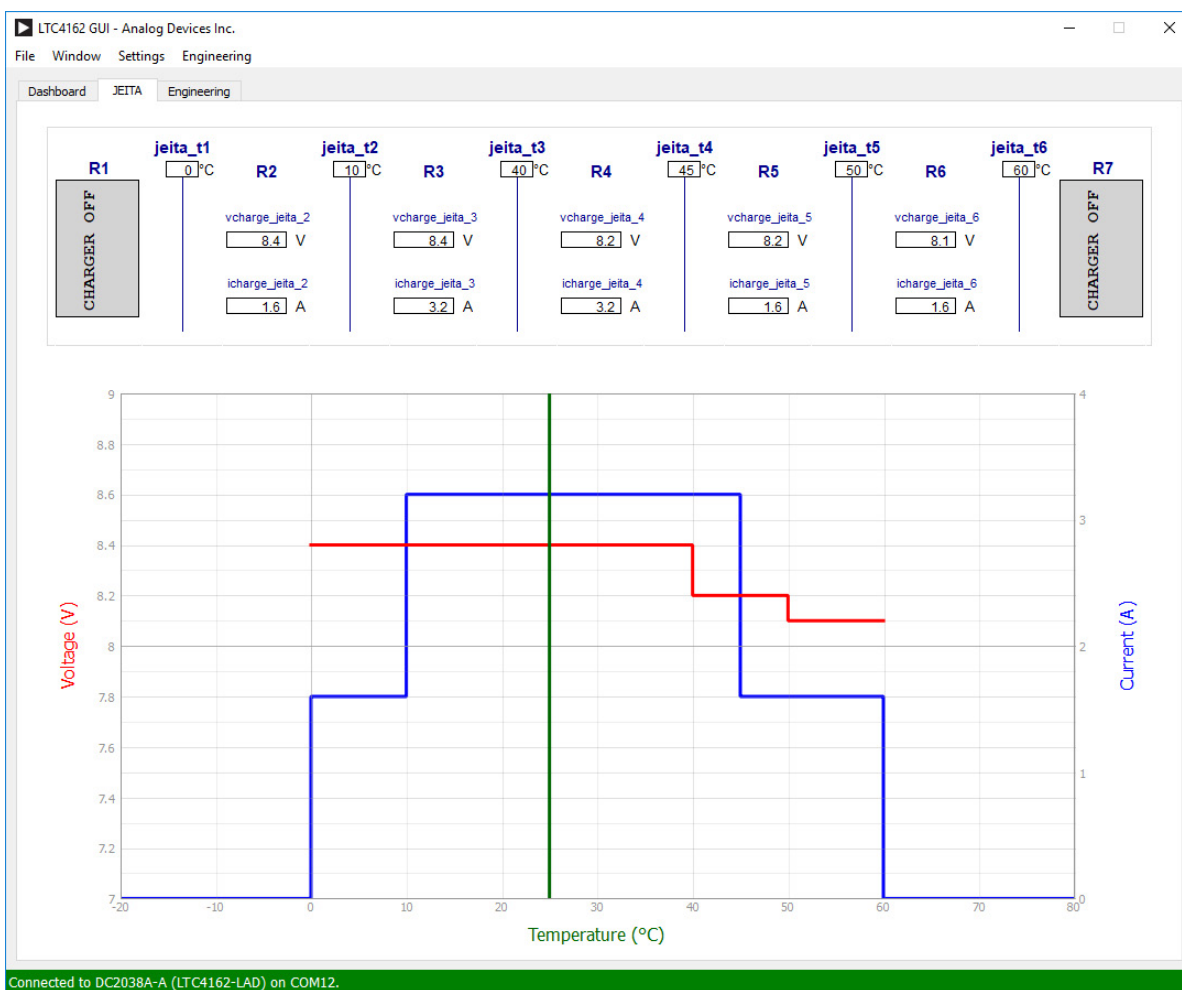 LTC4162 GUI - Analog Devices Inc.
File Window Settings Engineering
Dashboard JEITA Engineering
jeita_t1 jeita_t2 jeita_t3 jeita_t4 jeita_t5 jeita_t6
R1 0 °C R2 10 °C R3 40 °C R4 45 °C R5 50 °C R6 60 °C R7
CHARGER OFF
vcharge_jeita_2 vcharge_jeita_3 vcharge_jeita_4 vcharge_jeita_5 vcharge_jeita_6
8.4 V 8.4 V 8.2 V 8.2 V 8.1 V
icharge_jeita_2 icharge_jeita_3 icharge_jeita_4 icharge_jeita_5 icharge_jeita_6
1.6 A 3.2 A 3.2 A 1.6 A 1.6 A
CHARGER OFF
Voltage (V)
9
8.8
8.6
8.4
8.2
8
7.8
7.6
7.4
7.2
7
4
3
2
1
0
Current (A)
-20 -10 0 10 20 30 40 50 60 70 80
Temperature (°C)
Connected to DC2038A-A (LTC4162-LAD) on COM12.